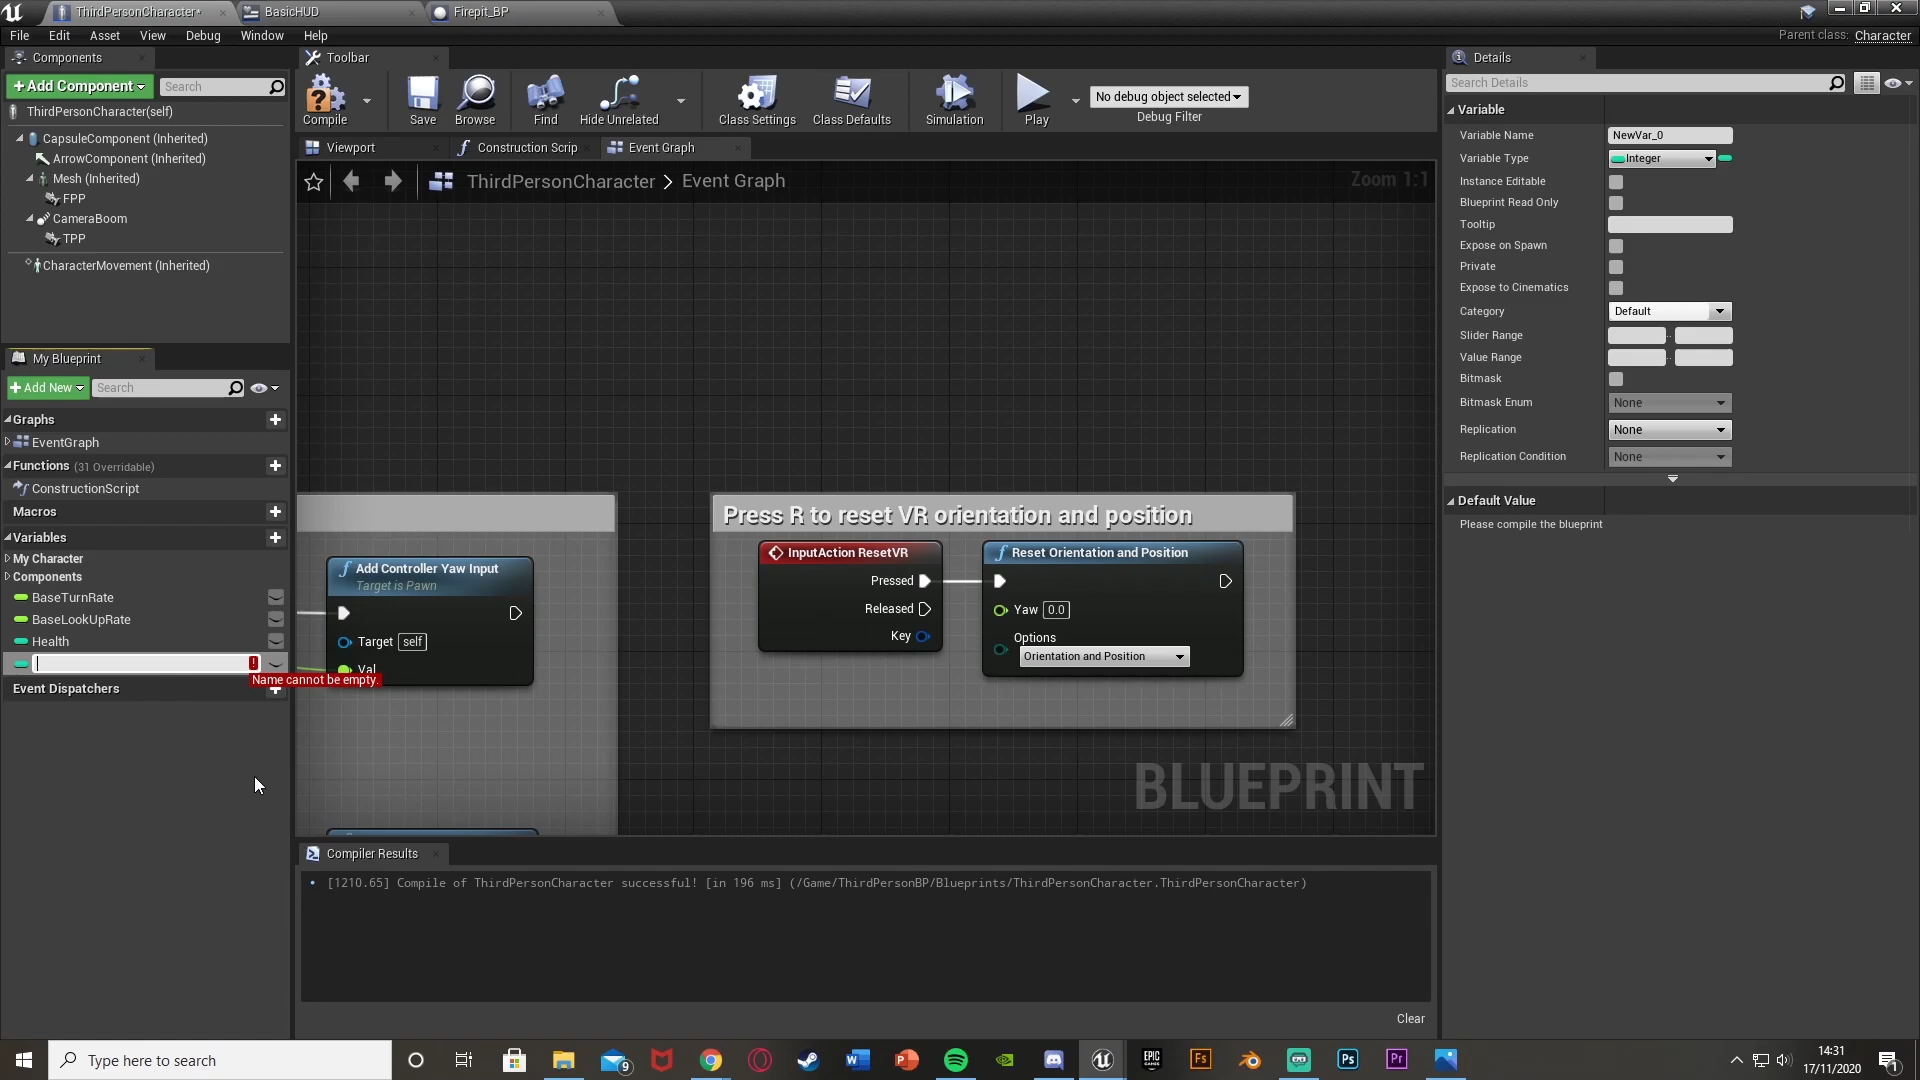 ThirdPersonCharacter*
BasicHUD
Firepit_BP
File Edit Asset View Debug Window Help
Parent class: Character
Components
+Add Component
Search
ThirdPersonCharacter(self)
CapsuleComponent (Inherited)
ArrowComponent (Inherited)
Mesh (Inherited)
FPP
CameraBoom
TPP
CharacterMovement (Inherited)
My Blueprint
+Add New
Search
Graphs
EventGraph
Functions (31 Overridable)
ConstructionScript
Macros
Variables
My Character
Components
BaseTurnRate
BaseLookUpRate
Health
Name cannot be empty.
Event Dispatchers
Toolbar
Compile
Save
Browse
Find
Hide Unrelated
Class Settings
Class Defaults
Simulation
Play
No debug object selected
Debug Filter
Viewport
Construction Scrip
Event Graph
ThirdPersonCharacter > Event Graph
Zoom 1:1
Add Controller Yaw Input
Target is Pawn
Target self
Val
Press R to reset VR orientation and position
InputAction ResetVR
Pressed
Released
Key
Reset Orientation and Position
Yaw 0.0
Options
Orientation and Position
BLUEPRINT
Compiler Results
[1210.65] Compile of ThirdPersonCharacter successful! [in 196 ms] (/Game/ThirdPersonBP/Blueprints/ThirdPersonCharacter.ThirdPersonCharacter)
Clear
Details
Search Details
Variable
Variable Name NewVar_0
Variable Type Integer
Instance Editable
Blueprint Read Only
Tooltip
Expose on Spawn
Private
Expose to Cinematics
Category Default
Slider Range
Value Range
Bitmask
Bitmask Enum None
Replication None
Replication Condition None
Default Value
Please compile the blueprint
Type here to search
9
W
P
EPIC GAMES
Fs
Ps
Pr
14:31
17/11/2020
1